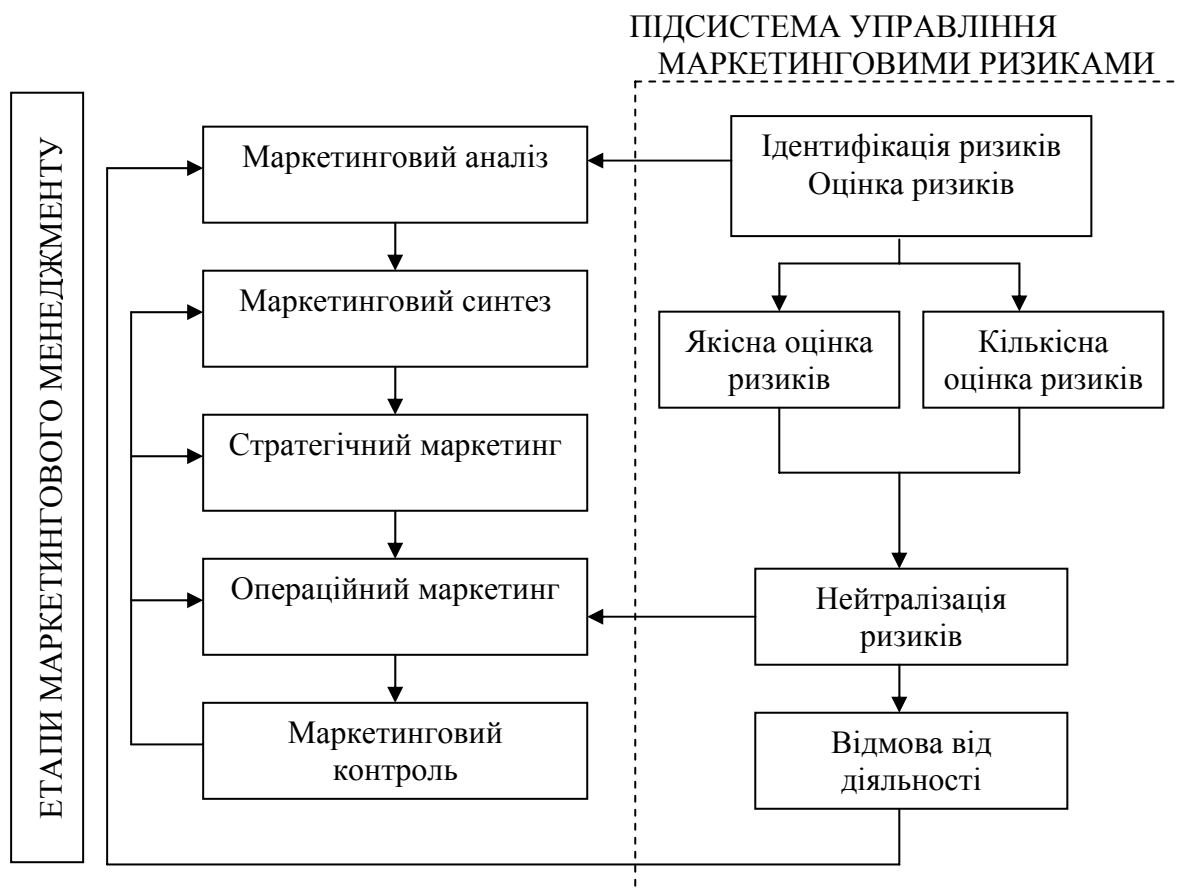 ПІДСИСТЕМА УПРАВЛІННЯ
МАРКЕТИНГОВИМИ РИЗИКАМИ
ЕТАПИ МАРКЕТИНГОВОГО МЕНЕДЖМЕНТУ
Маркетинговий аналіз
Ідентифікація ризиків
Оцінка ризиків
Маркетинговий синтез
Якісна оцінка
ризиків
Кількісна
оцінка ризиків
Стратегічний маркетинг
Операційний маркетинг
Нейтралізація
ризиків
Маркетинговий
контроль
Відмова від
діяльності